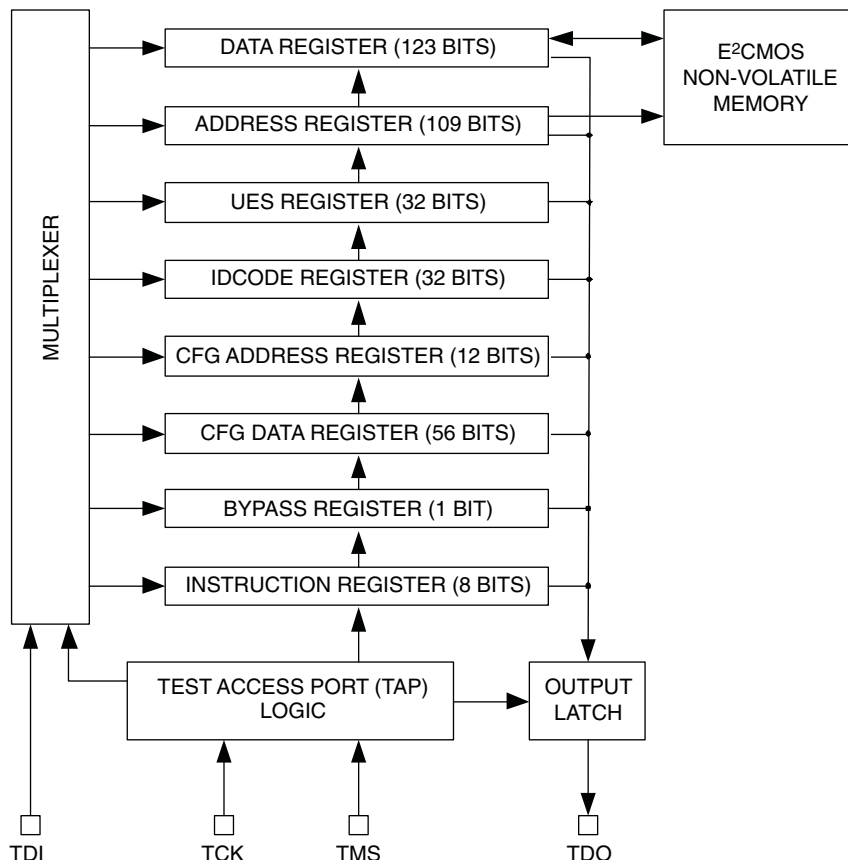 DATA REGISTER (123 BITS)
E²CMOS
NON-VOLATILE
MEMORY
ADDRESS REGISTER (109 BITS)
UES REGISTER (32 BITS)
IDCODE REGISTER (32 BITS)
MULTIPLEXER
CFG ADDRESS REGISTER (12 BITS)
CFG DATA REGISTER (56 BITS)
BYPASS REGISTER (1 BIT)
INSTRUCTION REGISTER (8 BITS)
TEST ACCESS PORT (TAP)
LOGIC
OUTPUT
LATCH
TDI
TCK
TMS
TDO